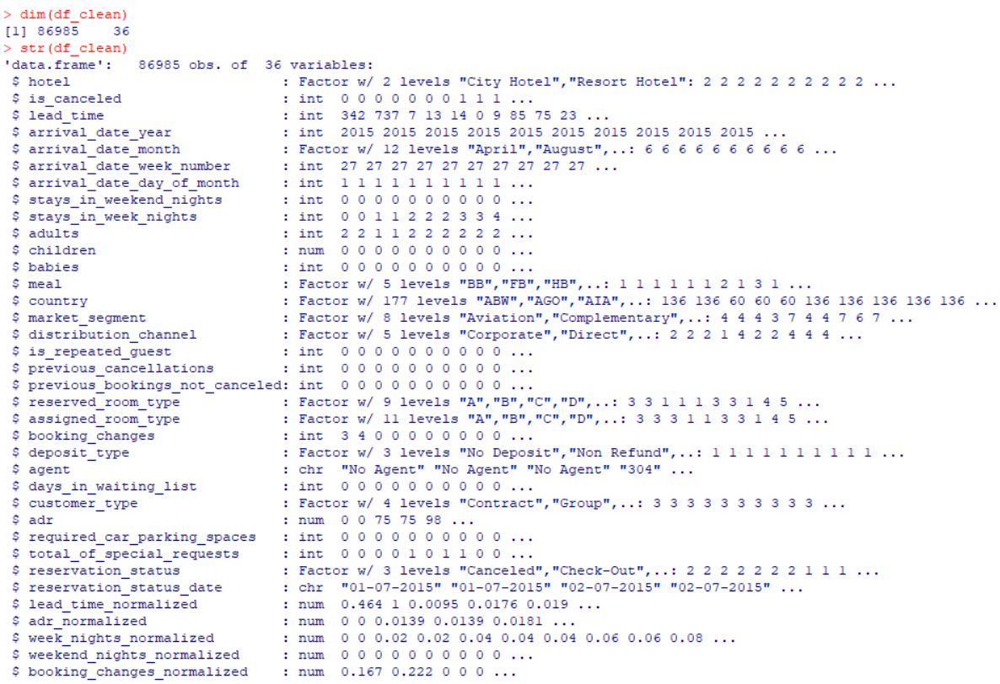 > dim(df_clean)
[1] 86985    36
> str(df_clean)
'data.frame':   86985 obs. of  36 variables:
 $ hotel                         : Factor w/ 2 levels "City Hotel","Resort Hotel": 2 2 2 2 2 2 2 2 2 2 ...
 $ is_canceled                   : int  0 0 0 0 0 0 0 1 1 1 ...
 $ lead_time                     : int  342 737 7 13 14 0 9 85 75 23 ...
 $ arrival_date_year             : int  2015 2015 2015 2015 2015 2015 2015 2015 2015 2015 ...
 $ arrival_date_month            : Factor w/ 12 levels "April","August",..: 6 6 6 6 6 6 6 6 6 6 ...
 $ arrival_date_week_number      : int  27 27 27 27 27 27 27 27 27 27 ...
 $ arrival_date_day_of_month     : int  1 1 1 1 1 1 1 1 1 1 ...
 $ stays_in_weekend_nights       : int  0 0 0 0 0 0 0 0 0 0 ...
 $ stays_in_week_nights          : int  0 0 1 1 2 2 2 3 3 4 ...
 $ adults                        : int  2 2 1 1 2 2 2 2 2 2 ...
 $ children                      : num  0 0 0 0 0 0 0 0 0 0 ...
 $ babies                        : int  0 0 0 0 0 0 0 0 0 0 ...
 $ meal                          : Factor w/ 5 levels "BB","FB","HB",..: 1 1 1 1 1 1 2 1 3 1 ...
 $ country                       : Factor w/ 177 levels "ABW","AGO","AIA",..: 136 136 60 60 60 136 136 136 136 136 ...
 $ market_segment                : Factor w/ 8 levels "Aviation","Complementary",..: 4 4 4 3 7 4 4 7 6 7 ...
 $ distribution_channel          : Factor w/ 5 levels "Corporate","Direct",..: 2 2 2 1 4 2 2 4 4 4 ...
 $ is_repeated_guest             : int  0 0 0 0 0 0 0 0 0 0 ...
 $ previous_cancellations        : int  0 0 0 0 0 0 0 0 0 0 ...
 $ previous_bookings_not_canceled: int  0 0 0 0 0 0 0 0 0 0 ...
 $ reserved_room_type            : Factor w/ 9 levels "A","B","C","D",..: 3 3 1 1 1 3 3 1 4 5 ...
 $ assigned_room_type            : Factor w/ 11 levels "A","B","C","D",..: 3 3 3 1 1 3 3 1 4 5 ...
 $ booking_changes               : int  3 4 0 0 0 0 0 0 0 0 ...
 $ deposit_type                  : Factor w/ 3 levels "No Deposit","Non Refund",..: 1 1 1 1 1 1 1 1 1 1 ...
 $ agent                         : chr  "No Agent" "No Agent" "No Agent" "304" ...
 $ days_in_waiting_list          : int  0 0 0 0 0 0 0 0 0 0 ...
 $ customer_type                 : Factor w/ 4 levels "Contract","Group",..: 3 3 3 3 3 3 3 3 3 3 ...
 $ adr                           : num  0 0 75 75 98 ...
 $ required_car_parking_spaces   : int  0 0 0 0 0 0 0 0 0 0 ...
 $ total_of_special_requests     : int  0 0 0 0 1 0 1 1 0 0 ...
 $ reservation_status            : Factor w/ 3 levels "Canceled","Check-Out",..: 2 2 2 2 2 2 2 1 1 1 ...
 $ reservation_status_date       : chr  "01-07-2015" "01-07-2015" "02-07-2015" "02-07-2015" ...
 $ lead_time_normalized          : num  0.464 1 0.0095 0.0176 0.019 ...
 $ adr_normalized                : num  0 0 0.0139 0.0139 0.0181 ...
 $ week_nights_normalized        : num  0 0 0.02 0.02 0.04 0.04 0.04 0.06 0.06 0.08 ...
 $ weekend_nights_normalized     : num  0 0 0 0 0 0 0 0 0 0 ...
 $ booking_changes_normalized    : num  0.167 0.222 0 0 0 ...